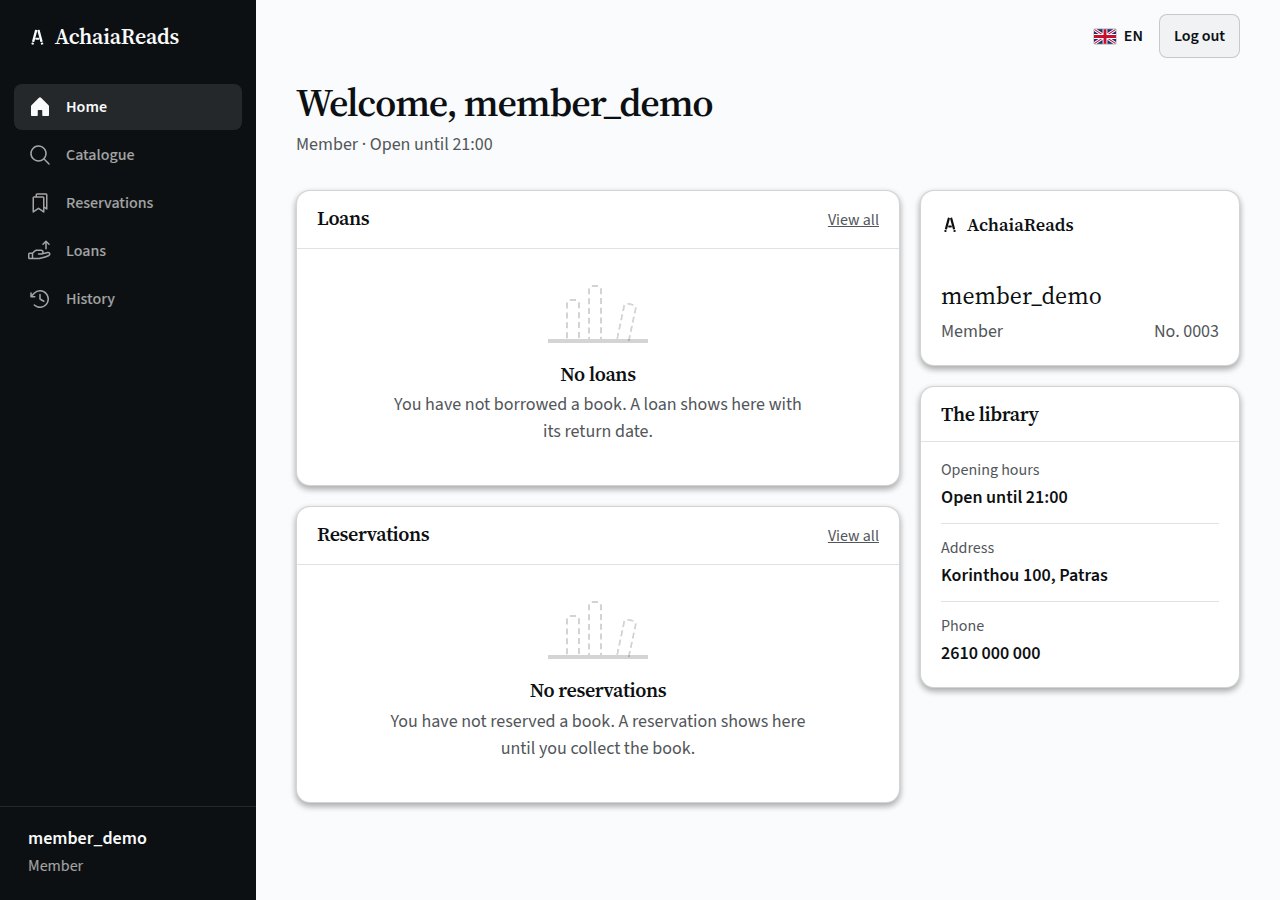 AchaiaReads
Home
Catalogue
Reservations
Loans
History
member_demo
Member
EN
Log out
Welcome, member_demo
Member · Open until 21:00
Loans
View all
No loans
You have not borrowed a book. A loan shows here with
its return date.
Reservations
View all
No reservations
You have not reserved a book. A reservation shows here
until you collect the book.
AchaiaReads
member_demo
Member
No. 0003
The library
Opening hours
Open until 21:00
Address
Korinthou 100, Patras
Phone
2610 000 000